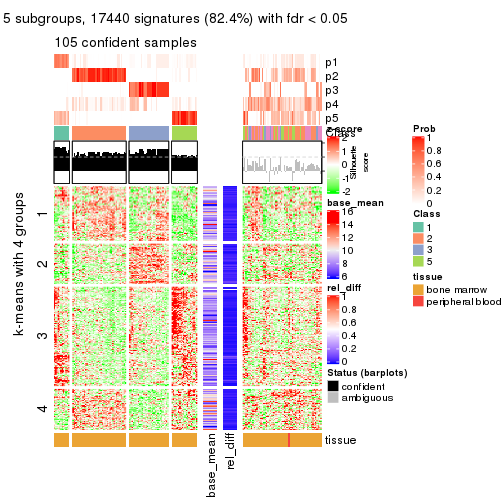 5 subgroups, 17440 signatures (82.4%) with fdr < 0.05
105 confident samples
p1
p2
p3
p4
p5
Class
z-score
2
1
0
-1
-2
Silhouette
score
Prob
1
0.8
0.6
0.4
0.2
0
base_mean
16
14
12
10
8
6
Class
1
2
3
5
tissue
bone marrow
peripheral blood
rel_diff
1
0.8
0.6
0.4
0.2
0
Status (barplots)
confident
ambiguous
k-means with 4 groups
1
2
3
4
base_mean
rel_diff
tissue